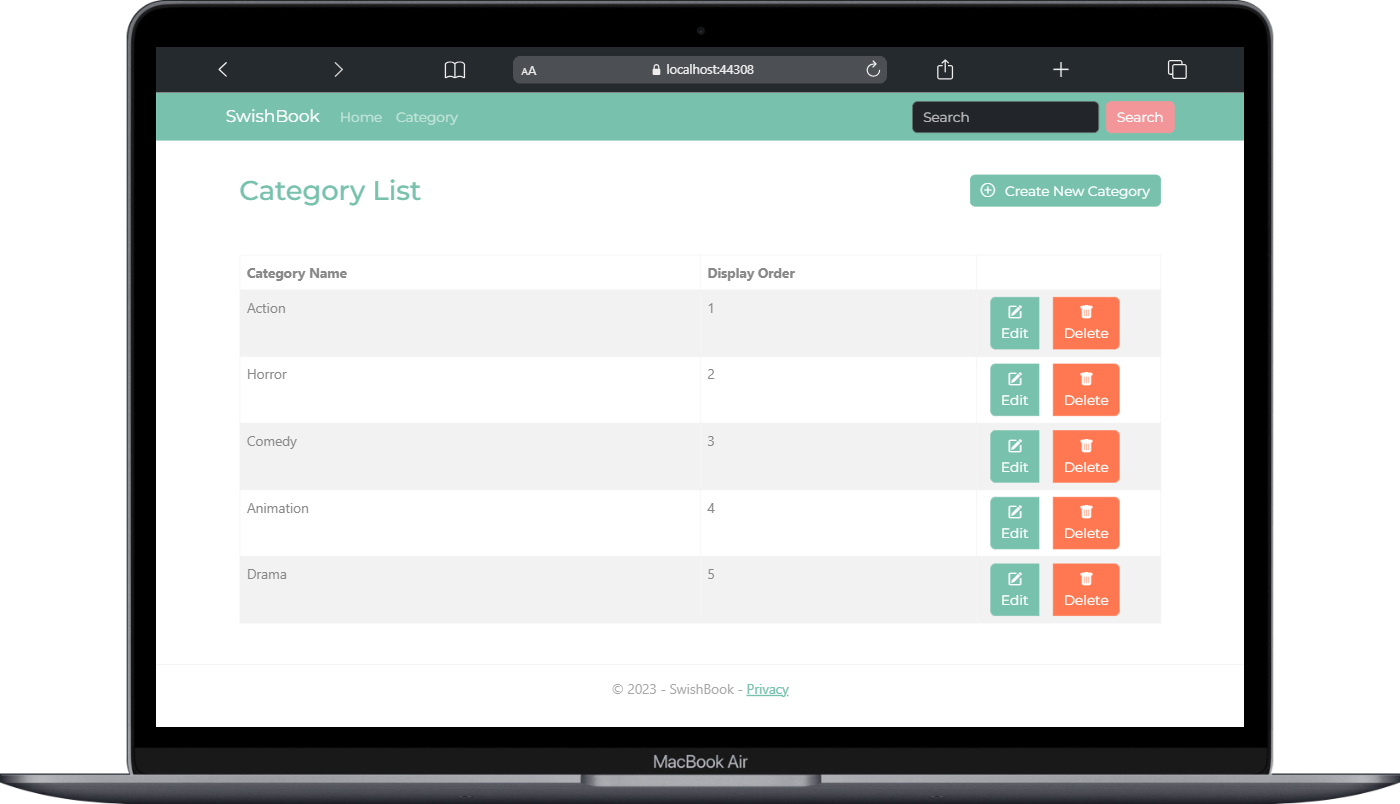 AA localhost:44308
SwishBook Home Category Search Search
Category List Create New Category
Category Name Display Order
Action 1 Edit Delete
Horror 2 Edit Delete
Comedy 3 Edit Delete
Animation 4 Edit Delete
Drama 5 Edit Delete
© 2023 - SwishBook - Privacy
MacBook Air